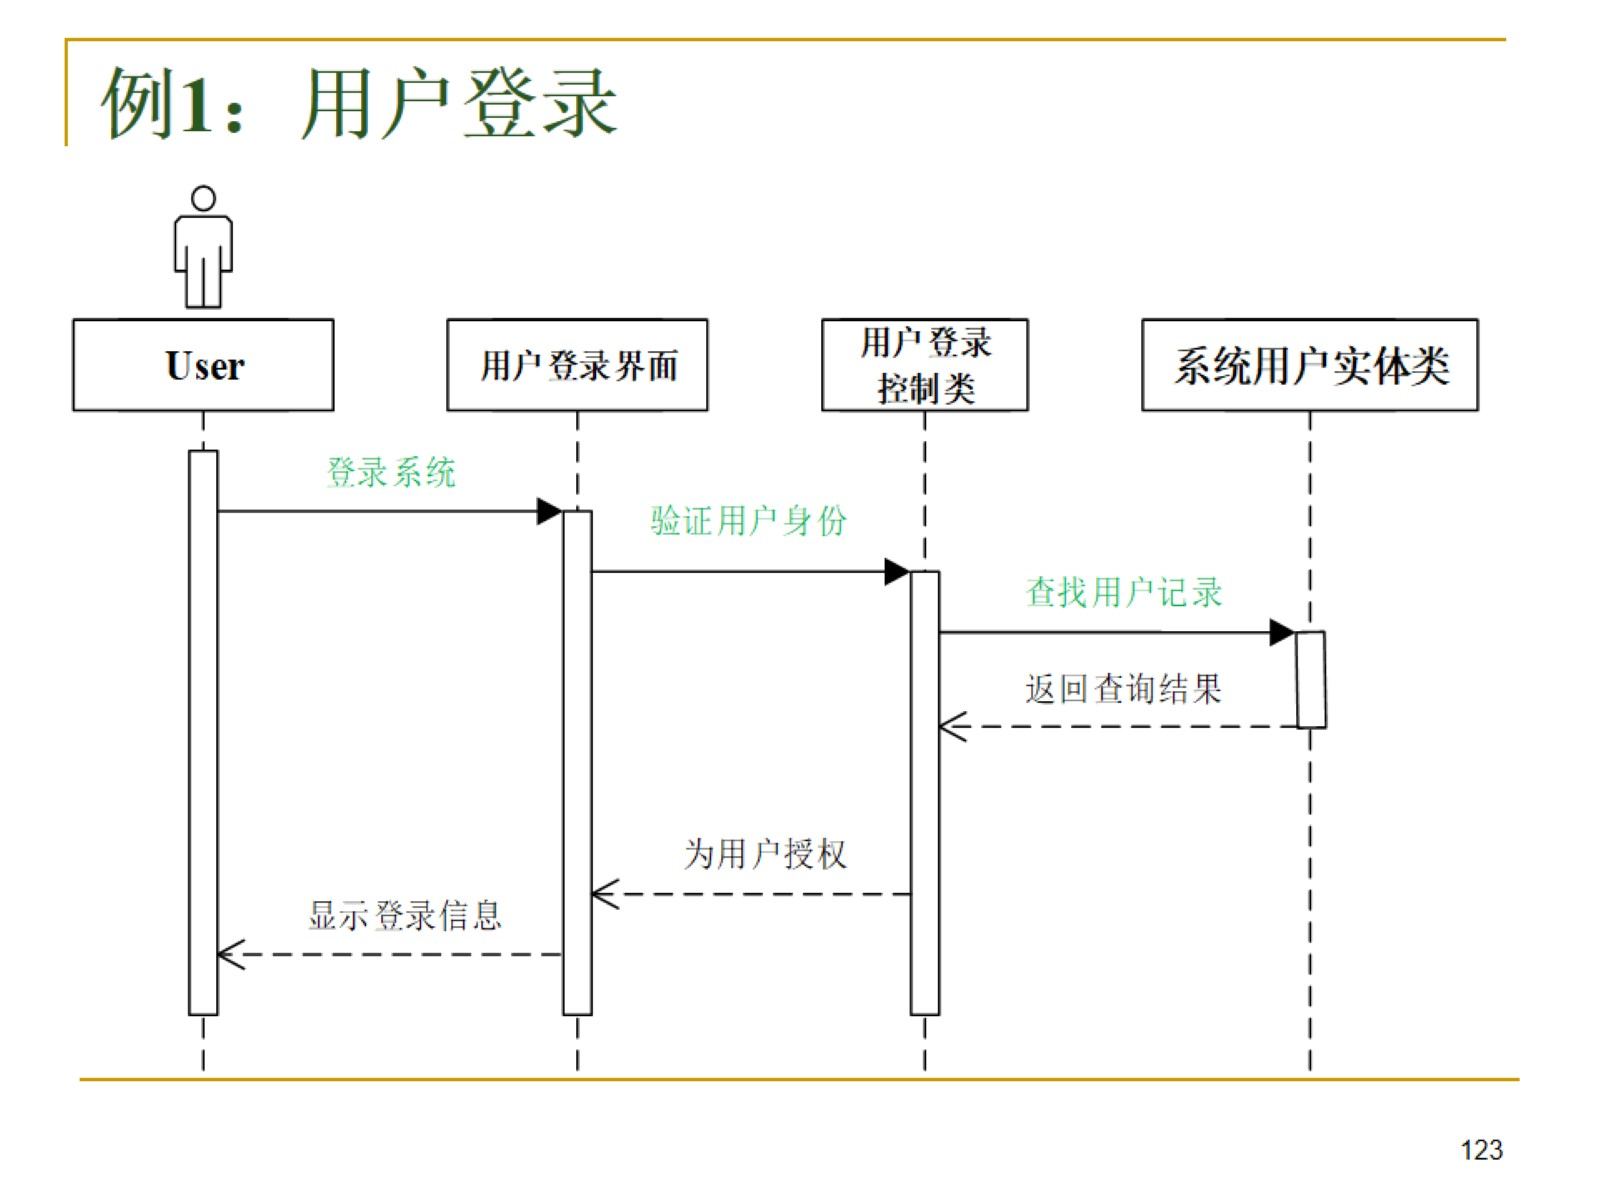 例1：用户登录
User
用户登录界面
用户登录
控制类
系统用户实体类
登录系统
验证用户身份
查找用户记录
返回查询结果
为用户授权
显示登录信息
123